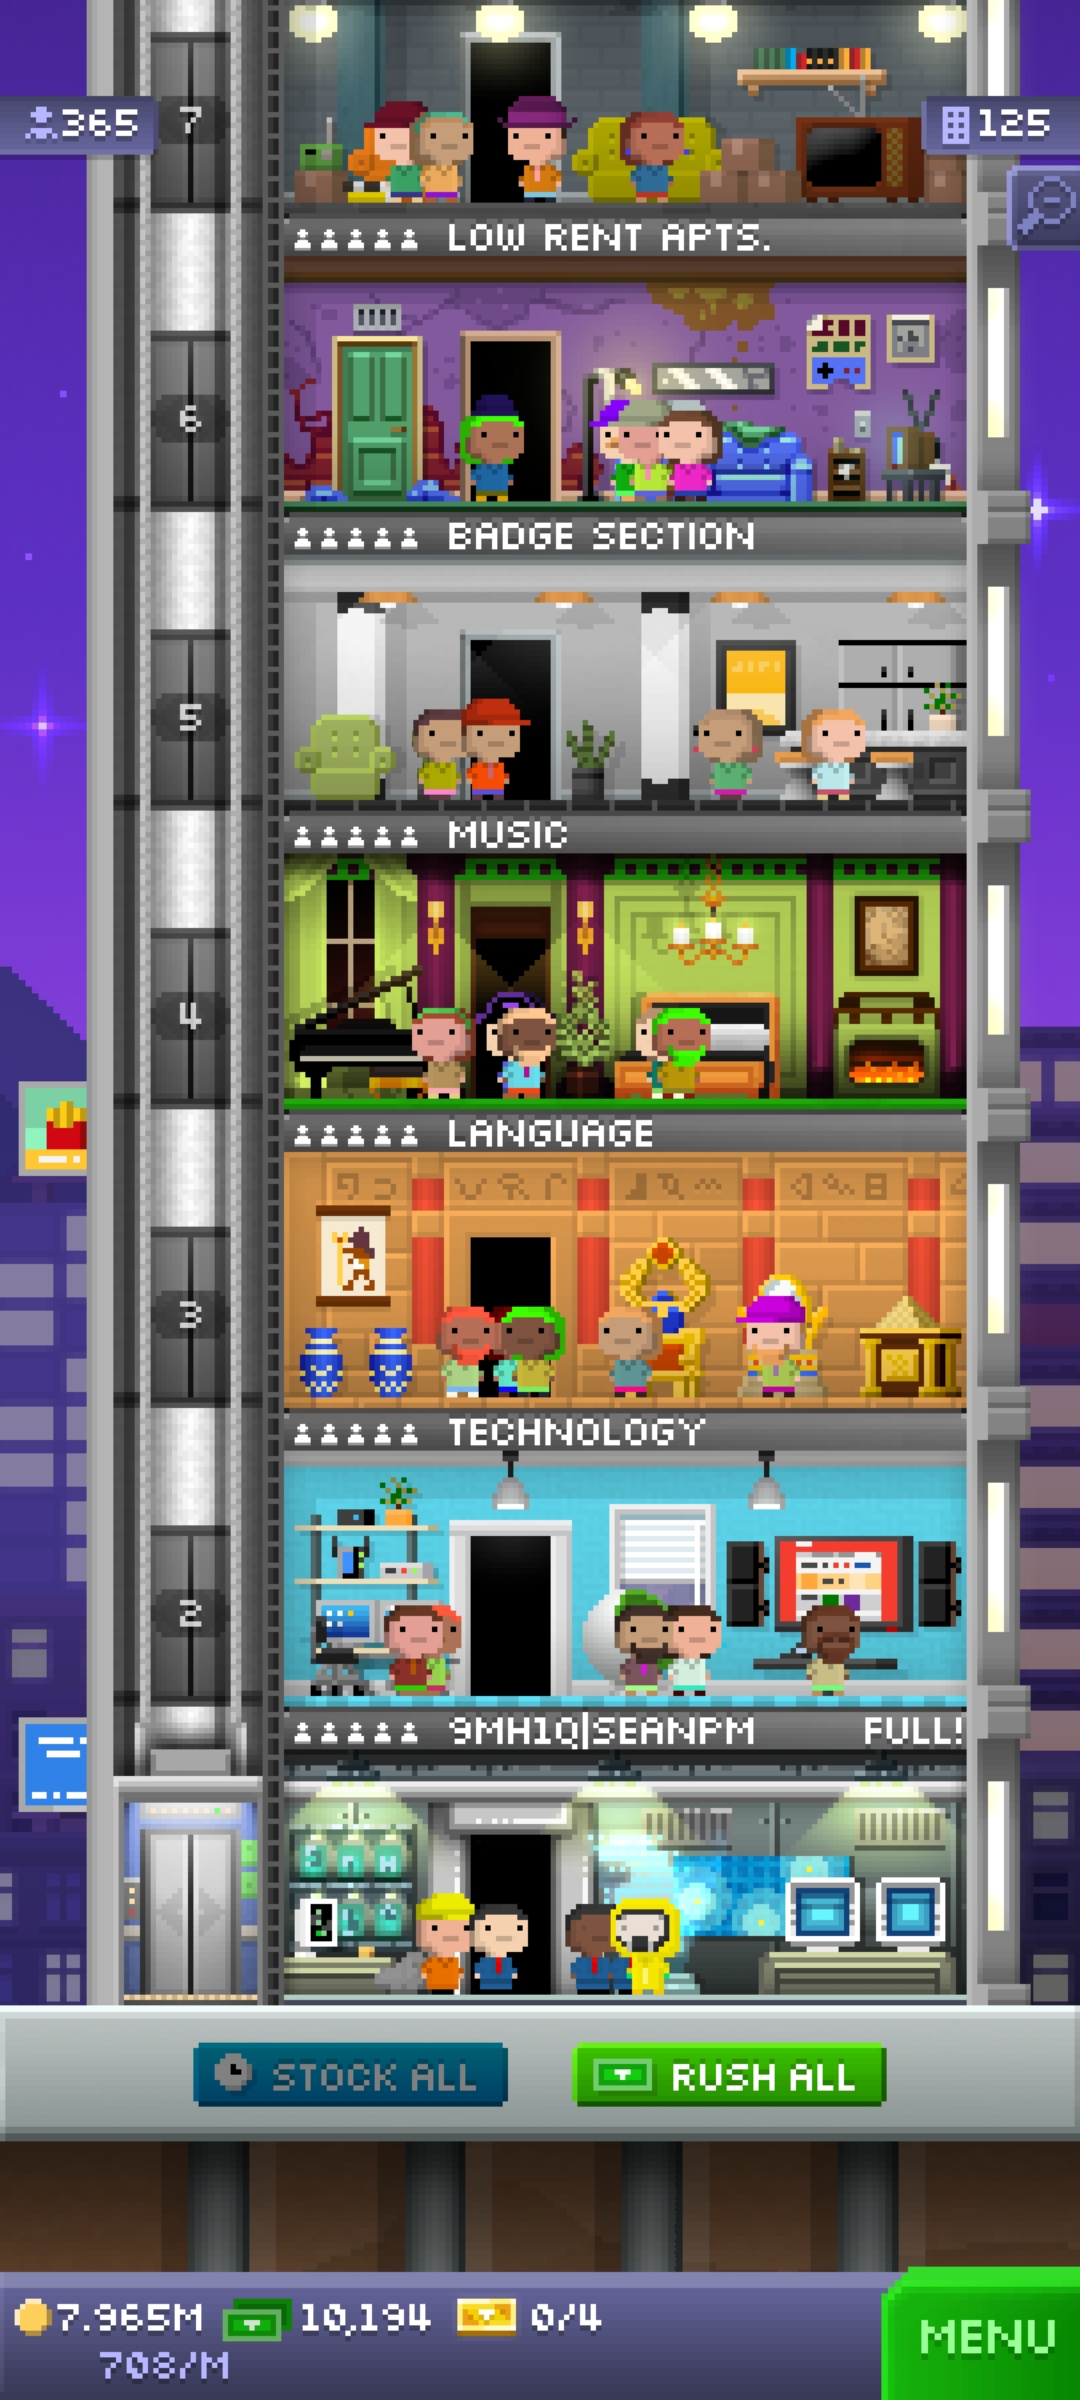 365
7
125
LOW RENT APTS.
6
BADGE SECTION
5
MUSIC
4
LANGUAGE
3
TECHNOLOGY
2
9MH1Q|SEANPM FULL!
STOCK ALL
RUSH ALL
7.965M 10,194 0/4
708/M
MENU